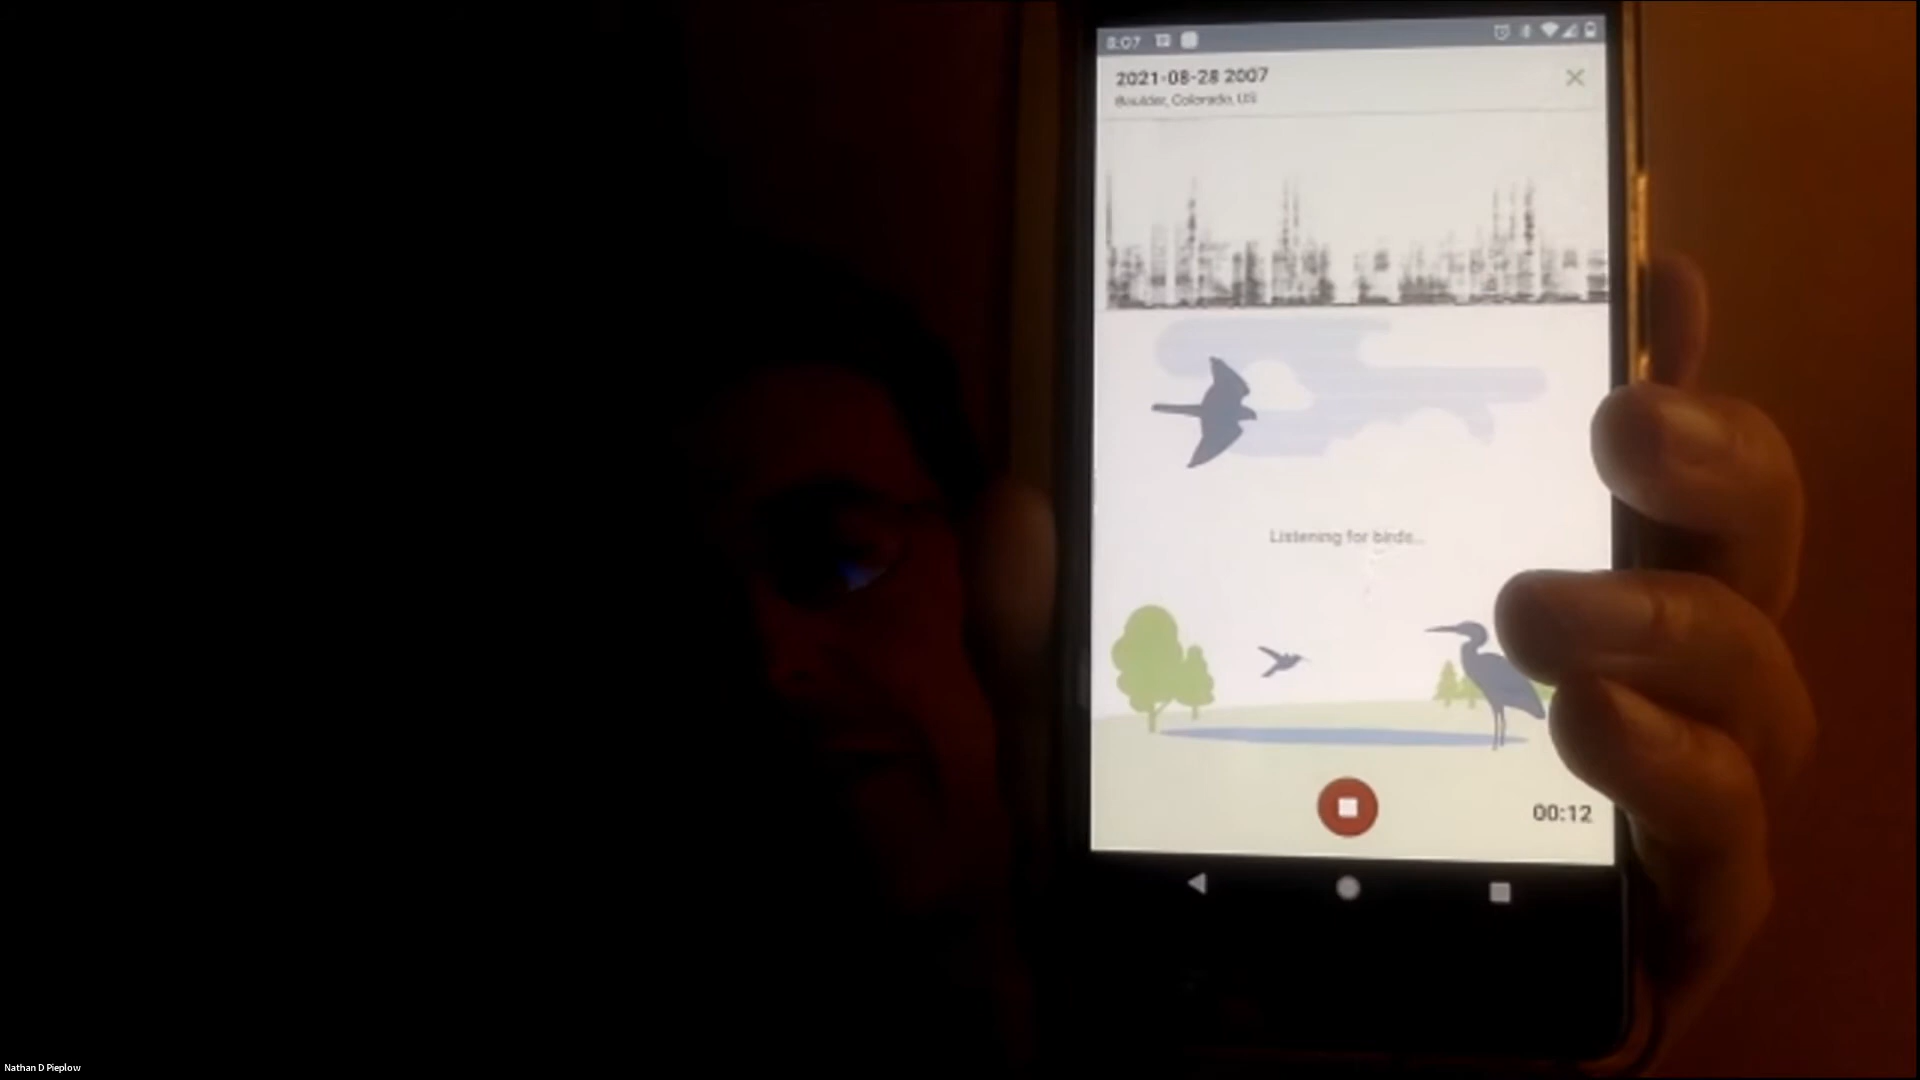 8:07
2021-08-28 2007
Boulder, Colorado, US
Listening for birds...
00:12
Nathan D Pieplow